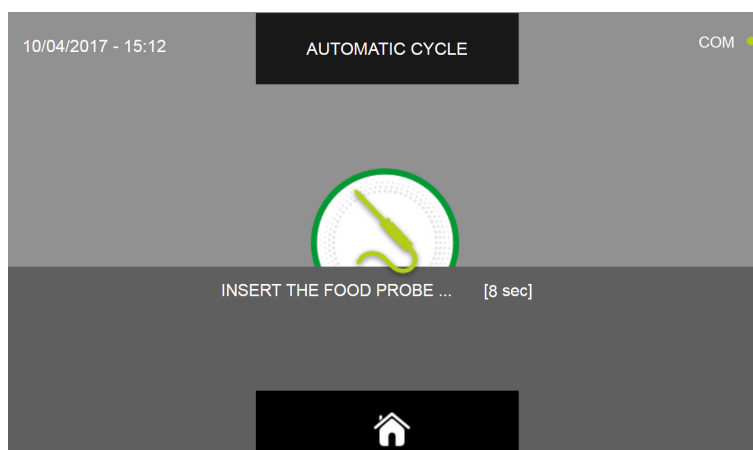 10/04/2017 - 15:12
AUTOMATIC CYCLE
COM
INSERT THE FOOD PROBE ... [8 sec]